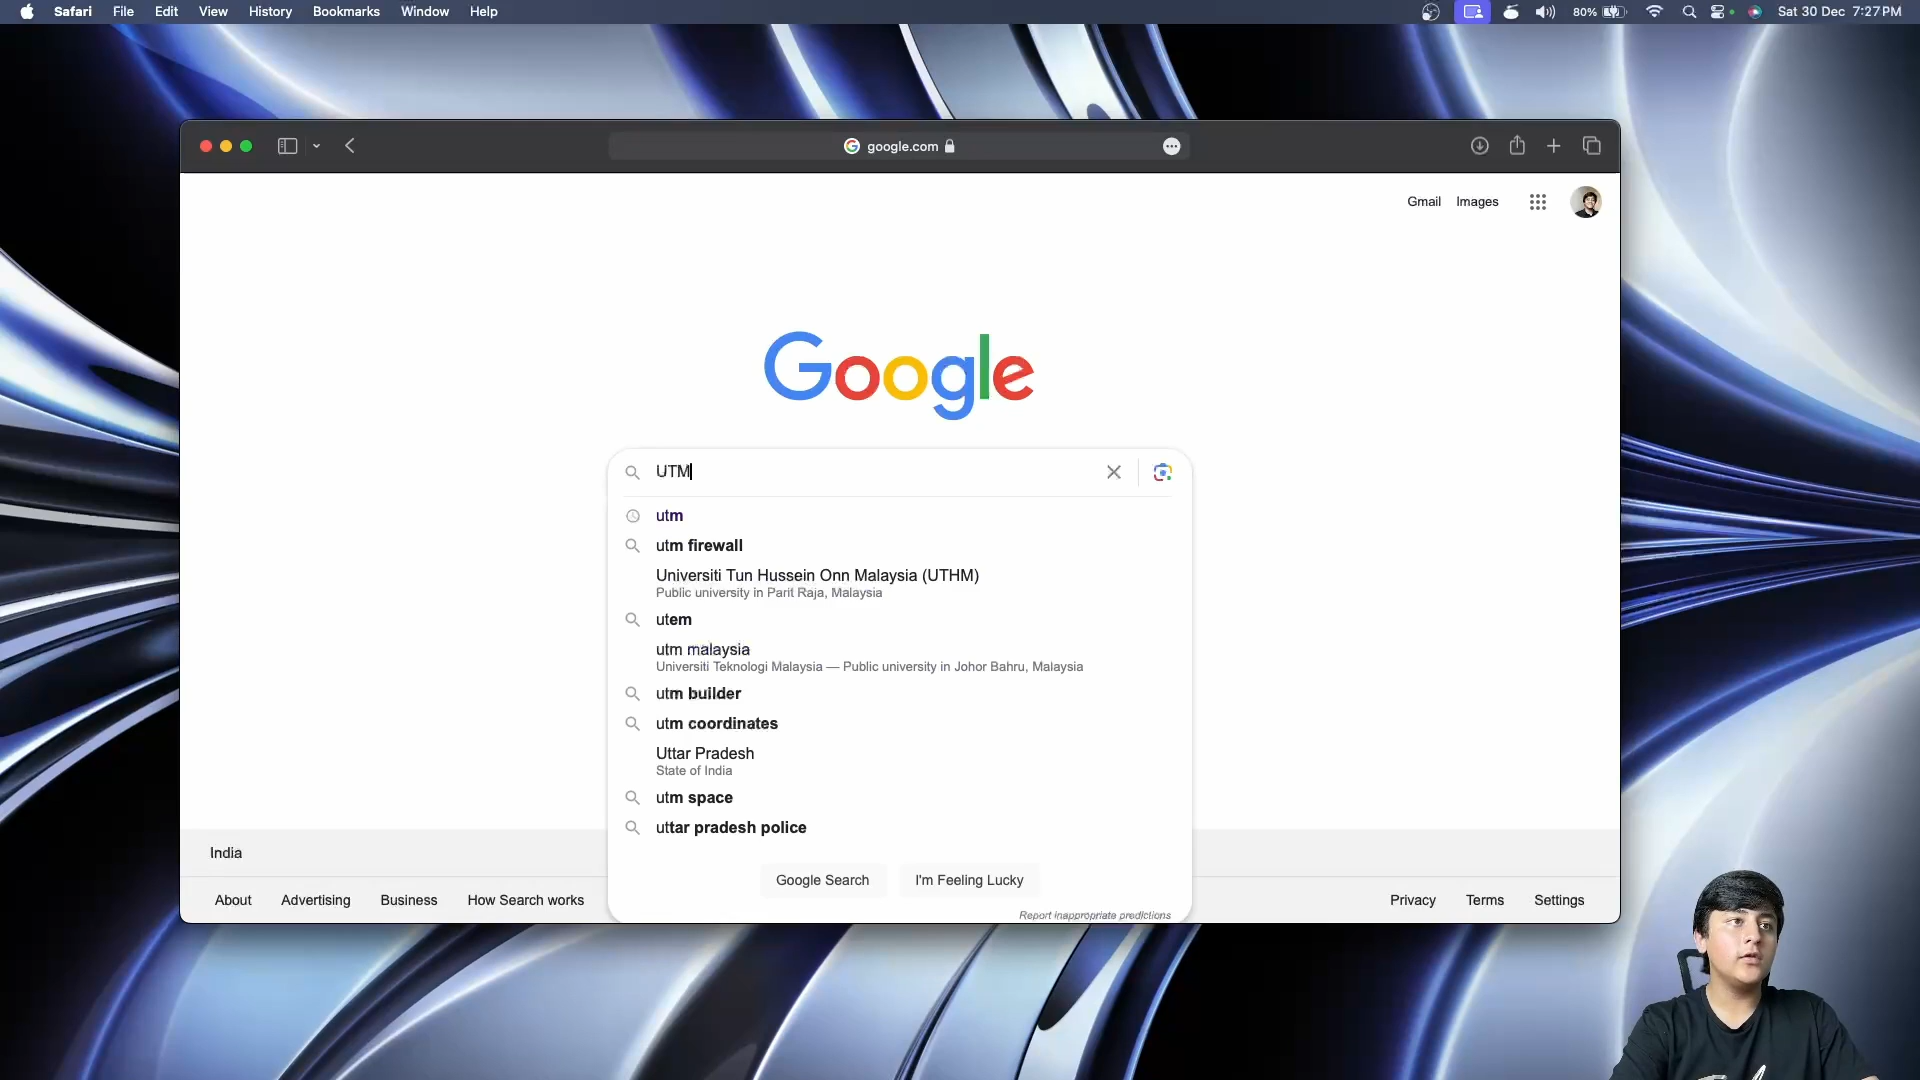 Safari File Edit View History Bookmarks Window Help 80% Sat 30 Dec 7:27 PM
google.com
Gmail Images
Google
UTM
utm
utm firewall
Universiti Tun Hussein Onn Malaysia (UTHM)
Public university in Parit Raja, Malaysia
utem
utm malaysia
Universiti Teknologi Malaysia — Public university in Johor Bahru, Malaysia
utm builder
utm coordinates
Uttar Pradesh
State of India
utm space
uttar pradesh police
India
Google Search I'm Feeling Lucky
About Advertising Business How Search works Privacy Terms Settings
Report inappropriate predictions